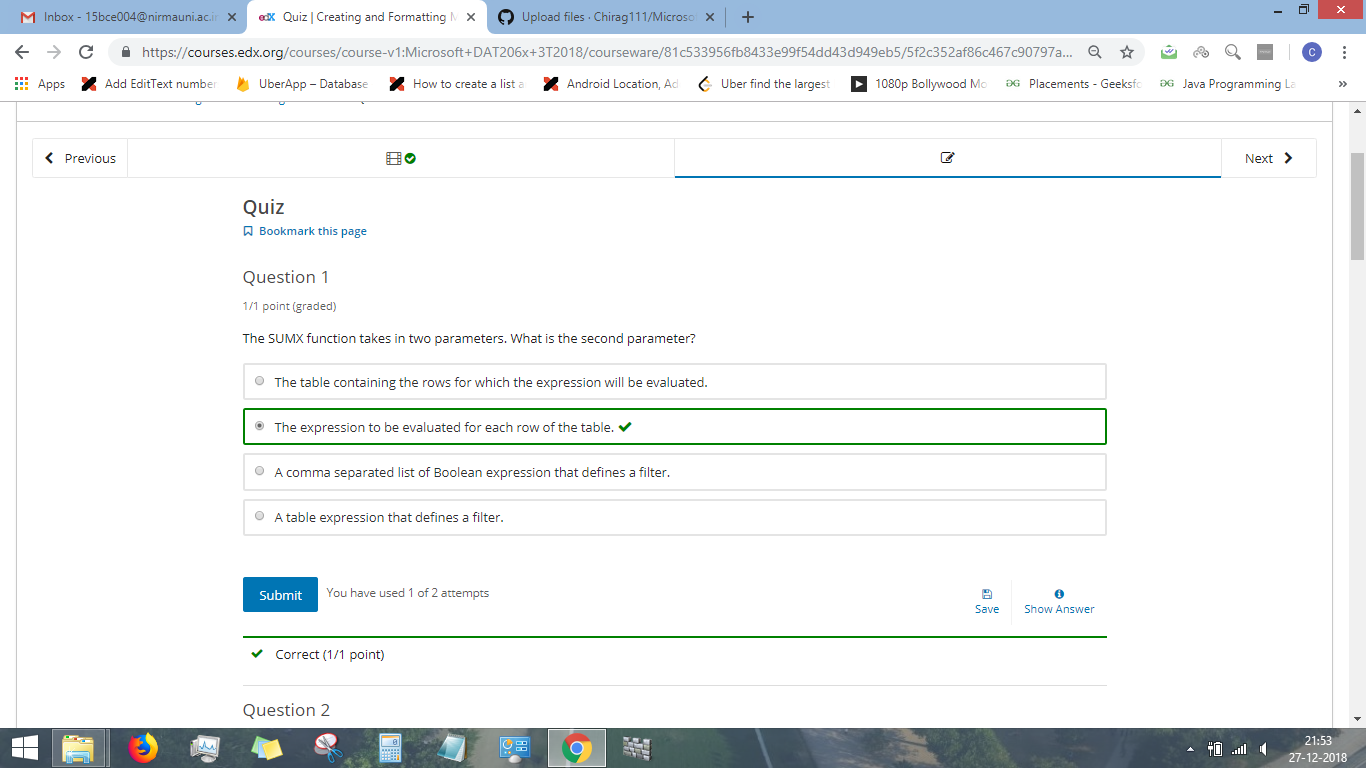 Inbox - 15bce004@nirmauni.ac.in
Quiz | Creating and Formatting M
Upload files · Chirag111/Microsof
https://courses.edx.org/courses/course-v1:Microsoft+DAT206x+3T2018/courseware/81c533956fb8433e99f54dd43d949eb5/5f2c352af86c467c90797a...
C
Apps
Add EditText number
UberApp – Database
How to create a list a
Android Location, Ad
Uber find the largest
1080p Bollywood Mo
Placements - Geeksfo
Java Programming La
»
Previous
Next
Quiz
Bookmark this page
Question 1
1/1 point (graded)
The SUMX function takes in two parameters. What is the second parameter?
The table containing the rows for which the expression will be evaluated.
The expression to be evaluated for each row of the table.
A comma separated list of Boolean expression that defines a filter.
A table expression that defines a filter.
Submit
You have used 1 of 2 attempts
Save
Show Answer
Correct (1/1 point)
Question 2
21:53
27-12-2018